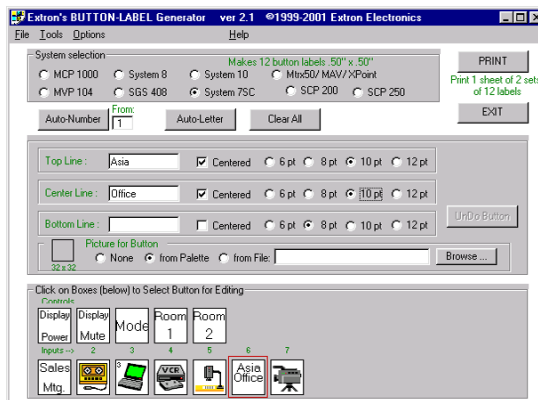 Extron's BUTTON-LABEL Generator ver 2.1 ©1999-2001 Extron Electronics
File Tools Options Help
System selection
Makes 12 button labels .50" x .50"
MCP 1000 System 8 System 10 Mtrx50/ MAV/ XPoint
MVP 104 SGS 408 System 7SC SCP 200 SCP 250
PRINT
Print 1 sheet of 2 sets
of 12 labels
EXIT
Auto-Number From: 1 Auto-Letter Clear All
Top Line : Asia Centered 6 pt 8 pt 10 pt 12 pt
Center Line : Office Centered 6 pt 8 pt 10 pt 12 pt
Bottom Line : Centered 6 pt 8 pt 10 pt 12 pt
UnDo Button
Picture for Button
32 x 32 None from Palette from File: Browse ...
Click on Boxes (below) to Select Button for Editing
Controls
Display Display Mode Room Room
Power Mute 1 2
Inputs --> 2 3 4 5 6 7
Sales 3 VCR Asia
Mtg. Office